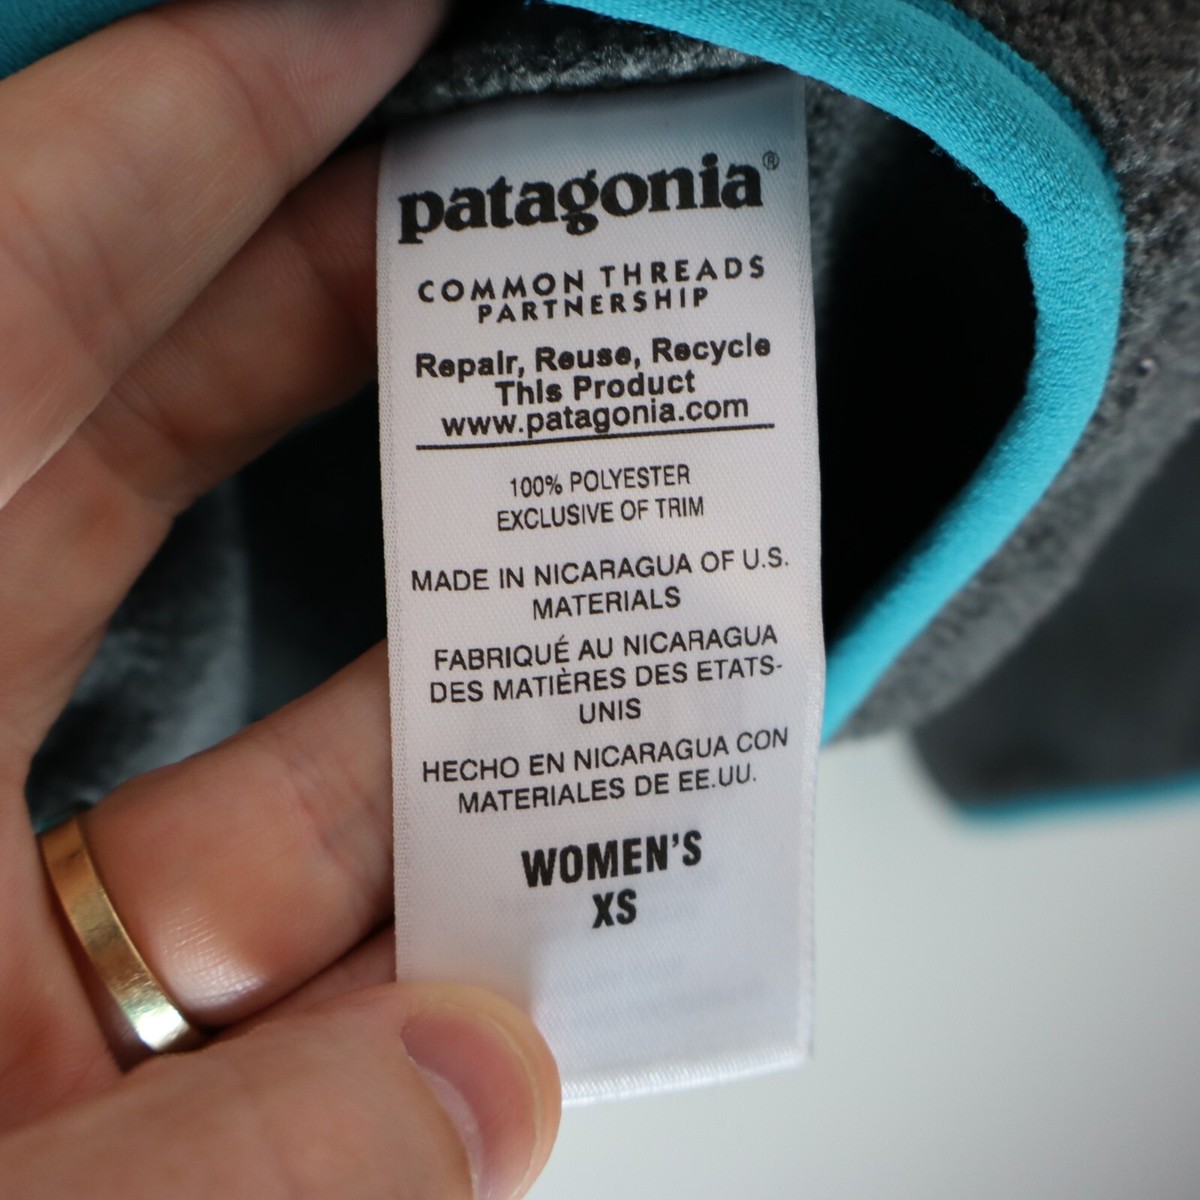 patagonia®
COMMON THREADS
PARTNERSHIP
Repair, Reuse, Recycle
This Product
www.patagonia.com
100% POLYESTER
EXCLUSIVE OF TRIM
MADE IN NICARAGUA OF U.S.
MATERIALS
FABRIQUÉ AU NICARAGUA
DES MATIÈRES DES ETATS-
UNIS
HECHO EN NICARAGUA CON
MATERIALES DE EE.UU.
WOMEN'S
XS